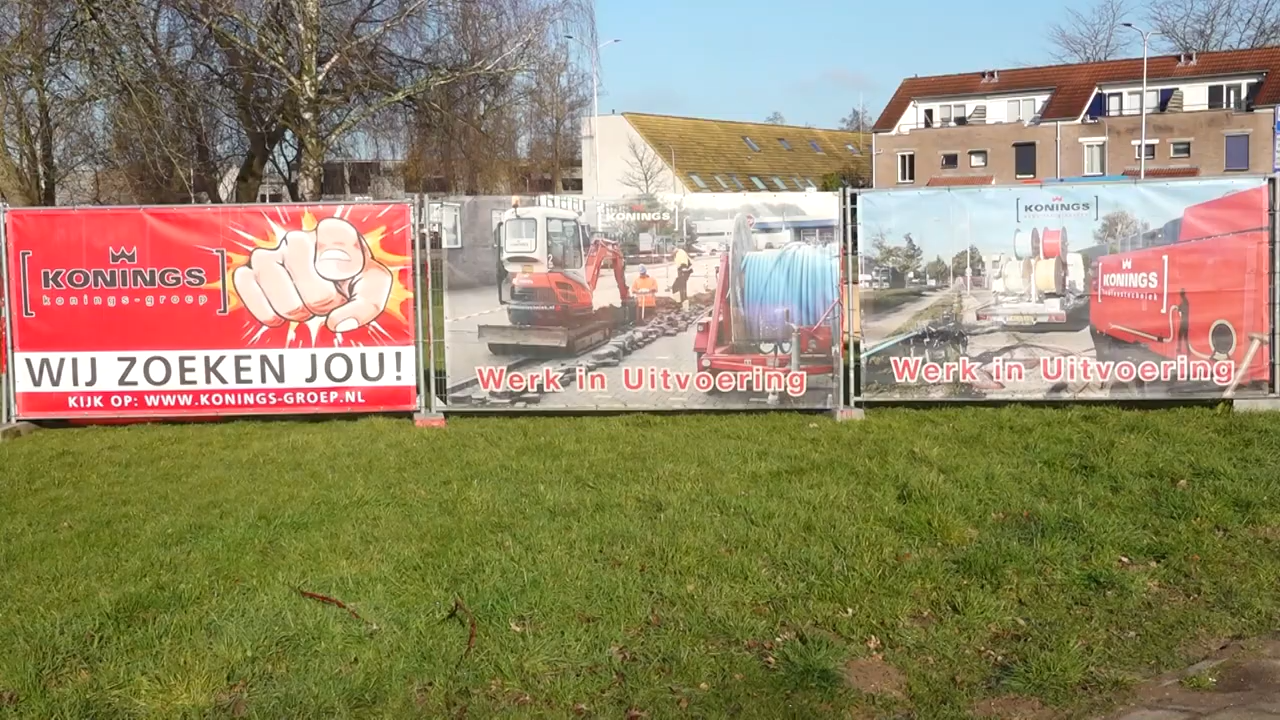 KONINGS
konings-groep
WIJ ZOEKEN JOU!
KIJK OP: WWW.KONINGS-GROEP.NL
KONINGS
Werk in Uitvoering
KONINGS
KONINGS
Werk in Uitvoering